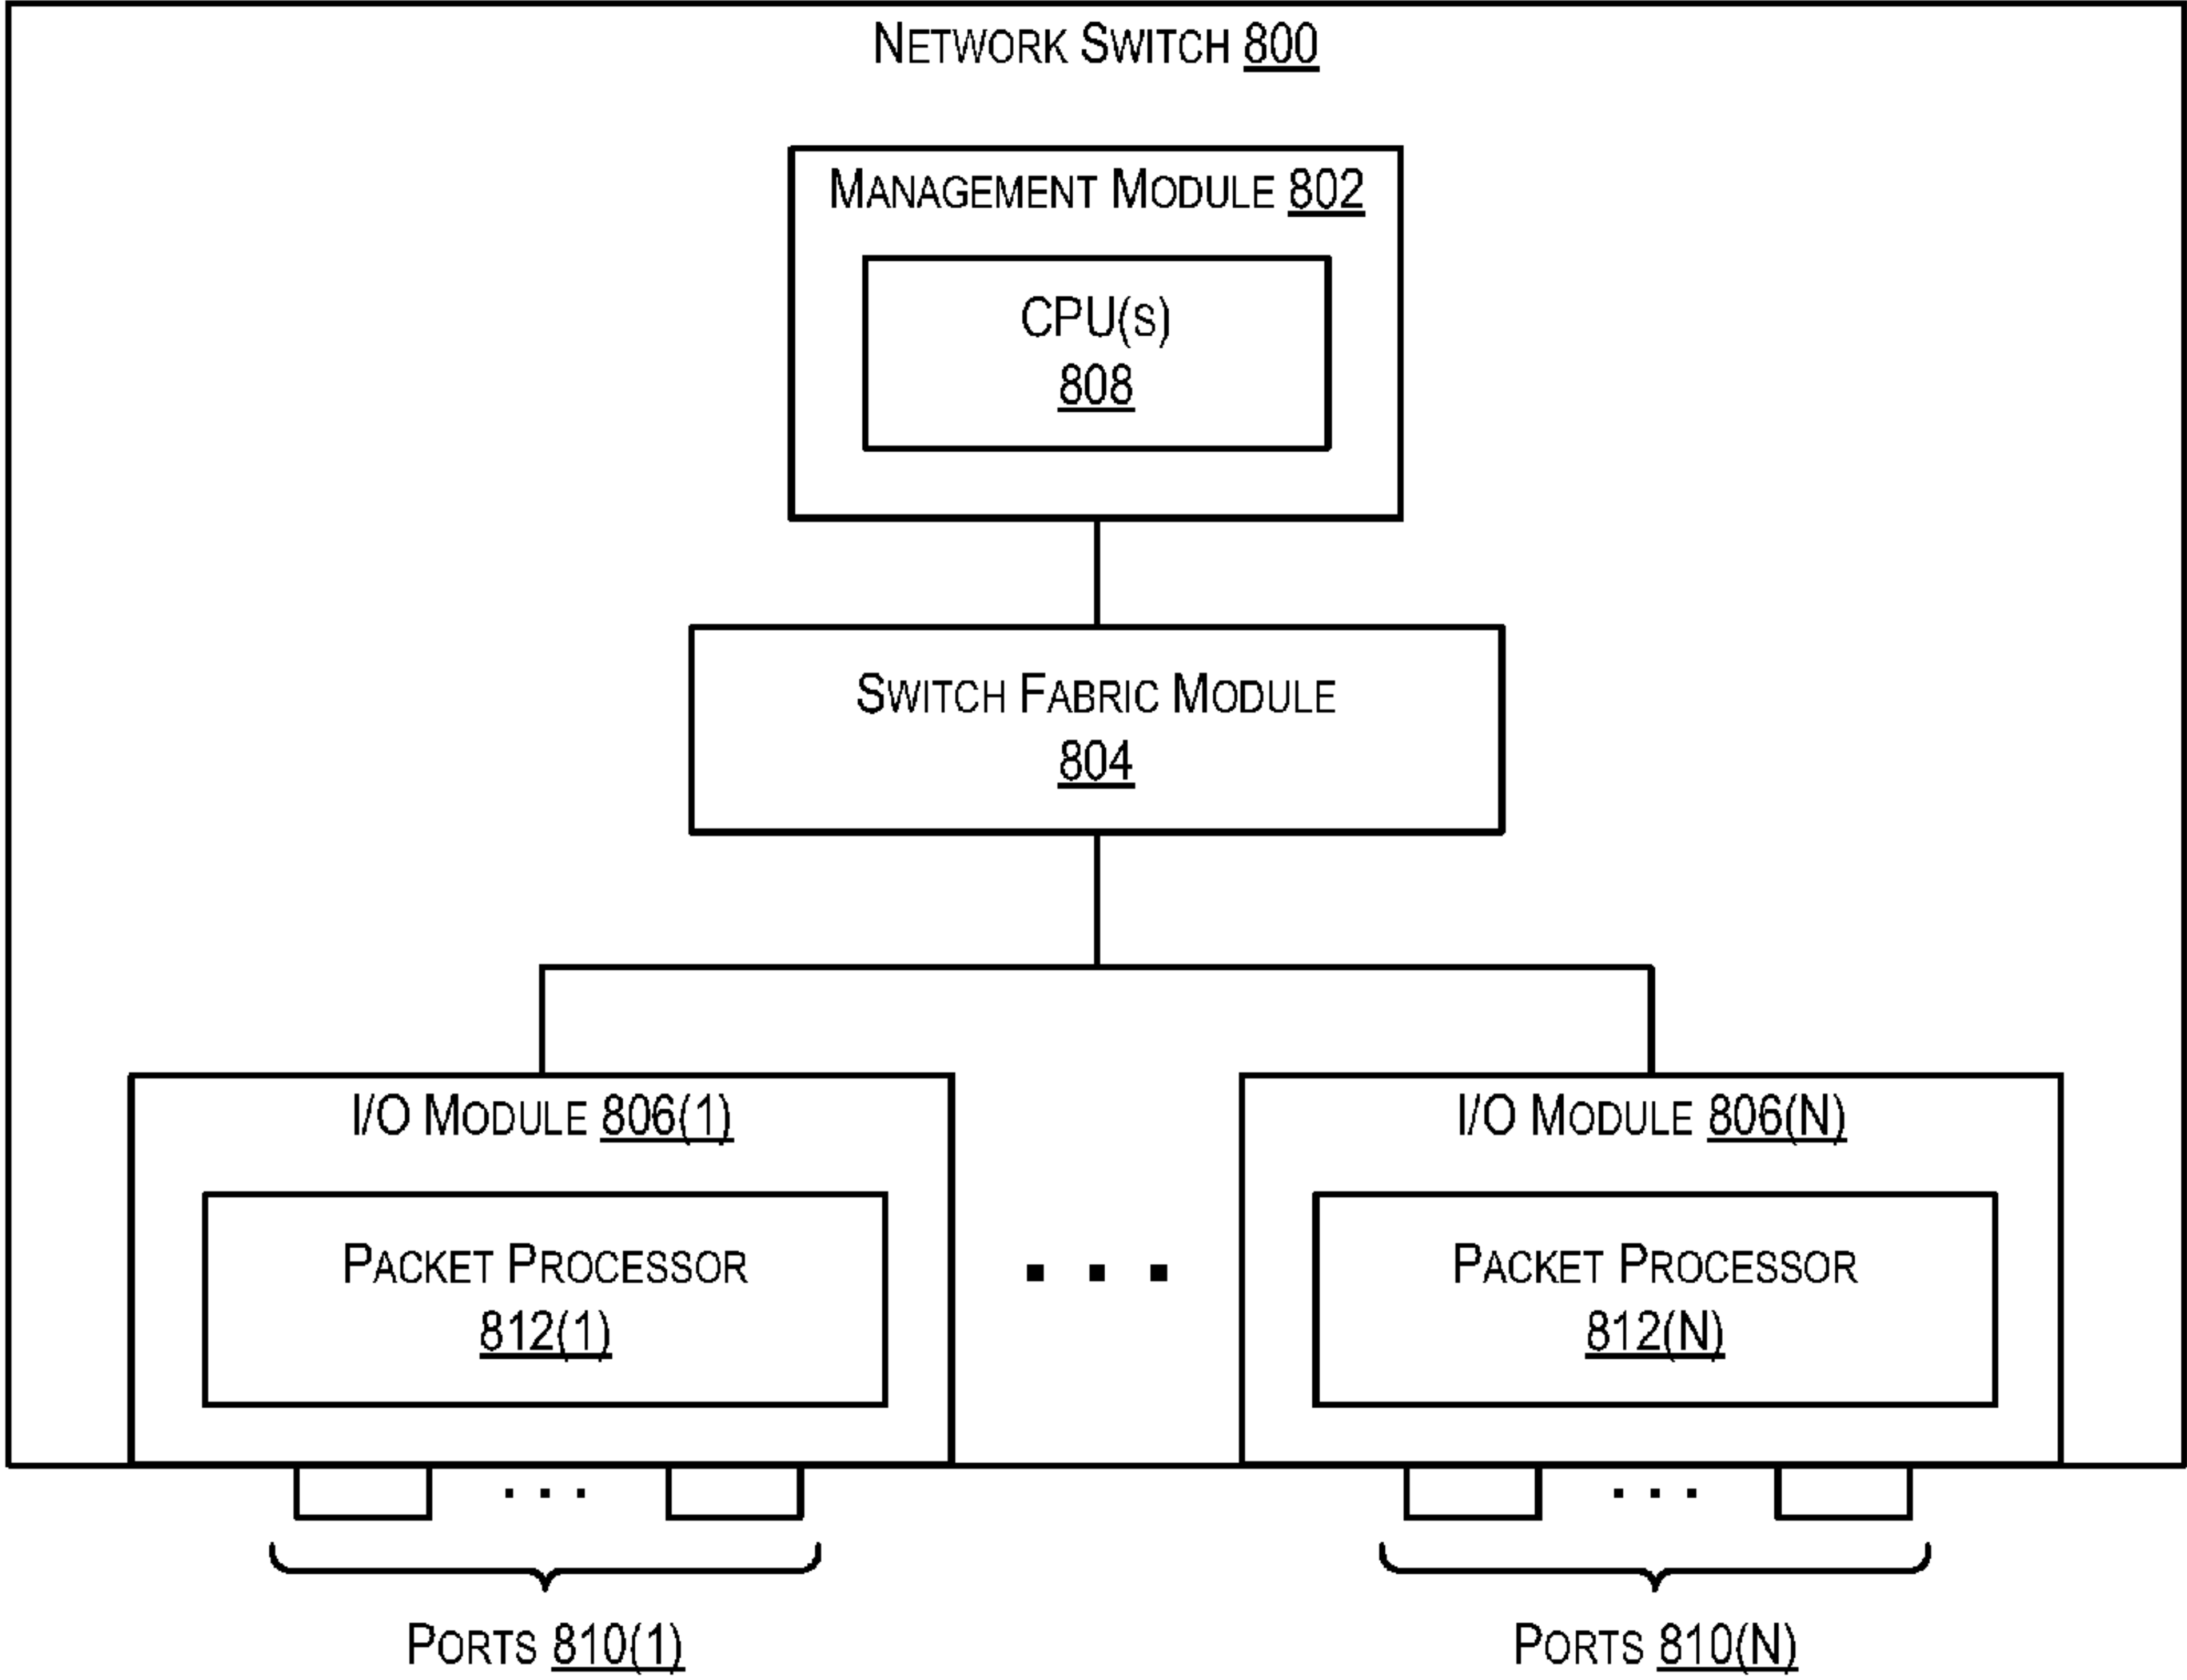 NETWORK SWITCH 800
MANAGEMENT MODULE 802
CPU(S)
808
SWITCH FABRIC MODULE
804
I/O MODULE 806(1)
I/O MODULE 806(N)
PACKET PROCESSOR
812(1)
. . .
PACKET PROCESSOR
812(N)
. . .
. . .
PORTS 810(1)
PORTS 810(N)